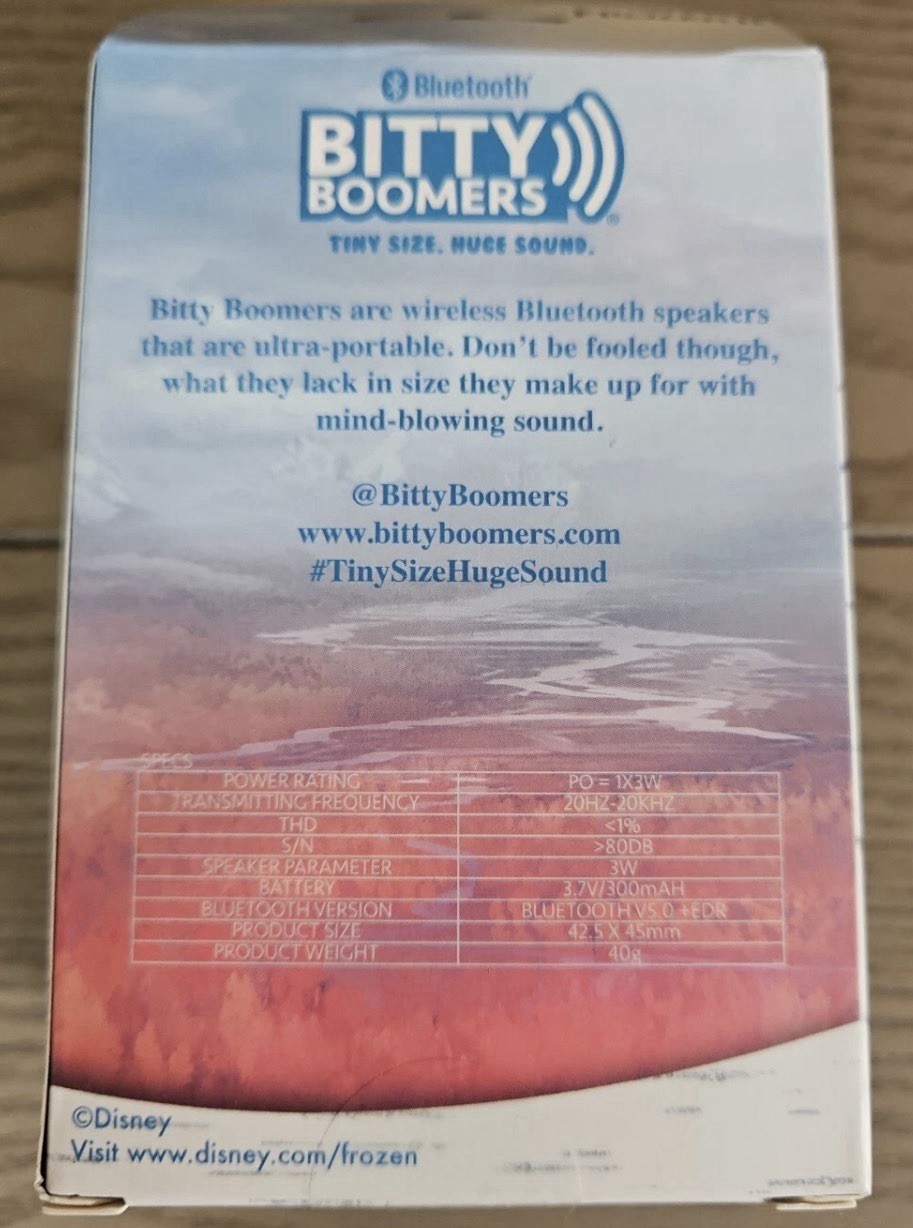 Bluetooth®
BITTY
BOOMERS®
TINY SIZE. HUGE SOUND.
Bitty Boomers are wireless Bluetooth speakers
that are ultra-portable. Don't be fooled though,
what they lack in size they make up for with
mind-blowing sound.
@BittyBoomers
www.bittyboomers.com
#TinySizeHugeSound
SPECS
POWER RATING PO = 1X3W
TRANSMITTING FREQUENCY 20HZ-20KHZ
THD <1%
S/N >80DB
SPEAKER PARAMETER 3W
BATTERY 3.7V/300mAH
BLUETOOTH VERSION BLUETOOTH V5.0 +EDR
PRODUCT SIZE 42.5 X 45mm
PRODUCT WEIGHT 40g
©Disney
Visit www.disney.com/frozen